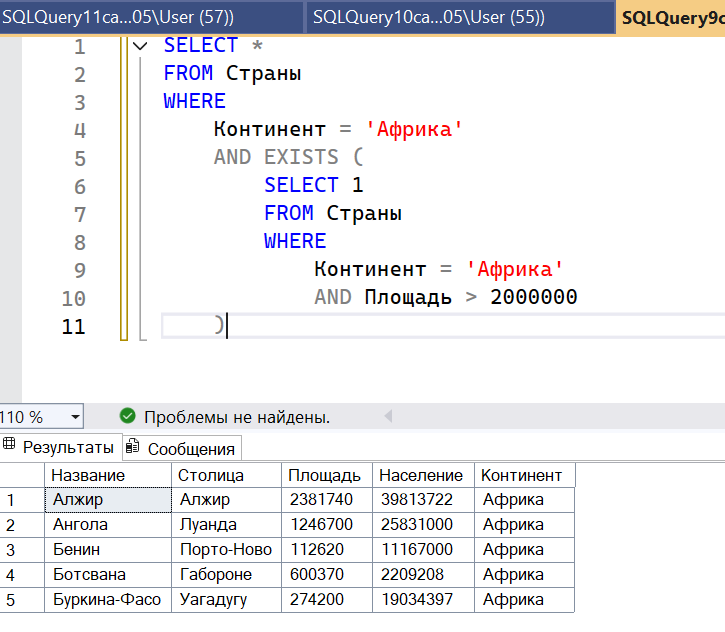 SQLQuery11ca...05\User (57)) SQLQuery10ca...05\User (55)) SQLQuery9c
1 SELECT *
2 FROM Страны
3 WHERE
4 Континент = 'Африка'
5 AND EXISTS (
6 SELECT 1
7 FROM Страны
8 WHERE
9 Континент = 'Африка'
10 AND Площадь > 2000000
11 )
110 % Проблемы не найдены.
Результаты Сообщения
Название Столица Площадь Население Континент
1 Алжир Алжир 2381740 39813722 Африка
2 Ангола Луанда 1246700 25831000 Африка
3 Бенин Порто-Ново 112620 11167000 Африка
4 Ботсвана Габороне 600370 2209208 Африка
5 Буркина-Фасо Уагадугу 274200 19034397 Африка